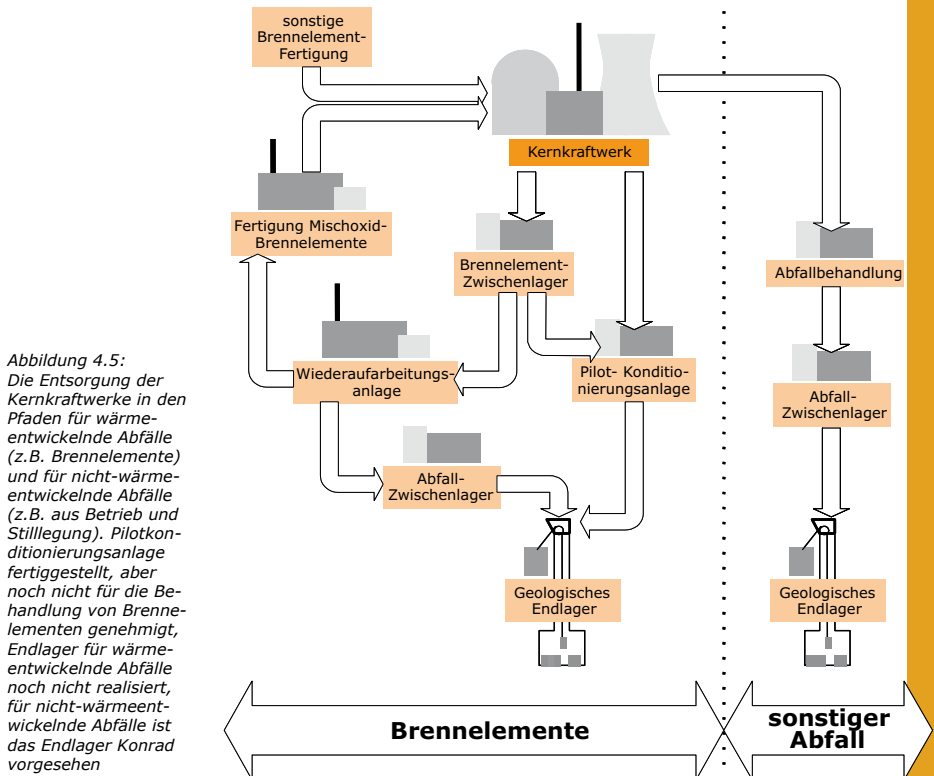 sonstige
Brennelement-
Fertigung
Kernkraftwerk
Fertigung Mischoxid-
Brennelemente
Brennelement-
Zwischenlager
Abfallbehandlung
Wiederaufarbeitungs-
anlage
Pilot- Konditio-
nierungsanlage
Abfall-
Zwischenlager
Abfall-
Zwischenlager
Geologisches
Endlager
Geologisches
Endlager
Brennelemente
sonstiger
Abfall
Abbildung 4.5:
Die Entsorgung der
Kernkraftwerke in den
Pfaden für wärme-
entwickelnde Abfälle
(z.B. Brennelemente)
und für nicht-wärme-
entwickelnde Abfälle
(z.B. aus Betrieb und
Stilllegung). Pilotkon-
ditionierungsanlage
fertiggestellt, aber
noch nicht für die Be-
handlung von Brenne-
lementen genehmigt,
Endlager für wärme-
entwickelnde Abfälle
noch nicht realisiert,
für nicht-wärmeent-
wickelnde Abfälle ist
das Endlager Konrad
vorgesehen